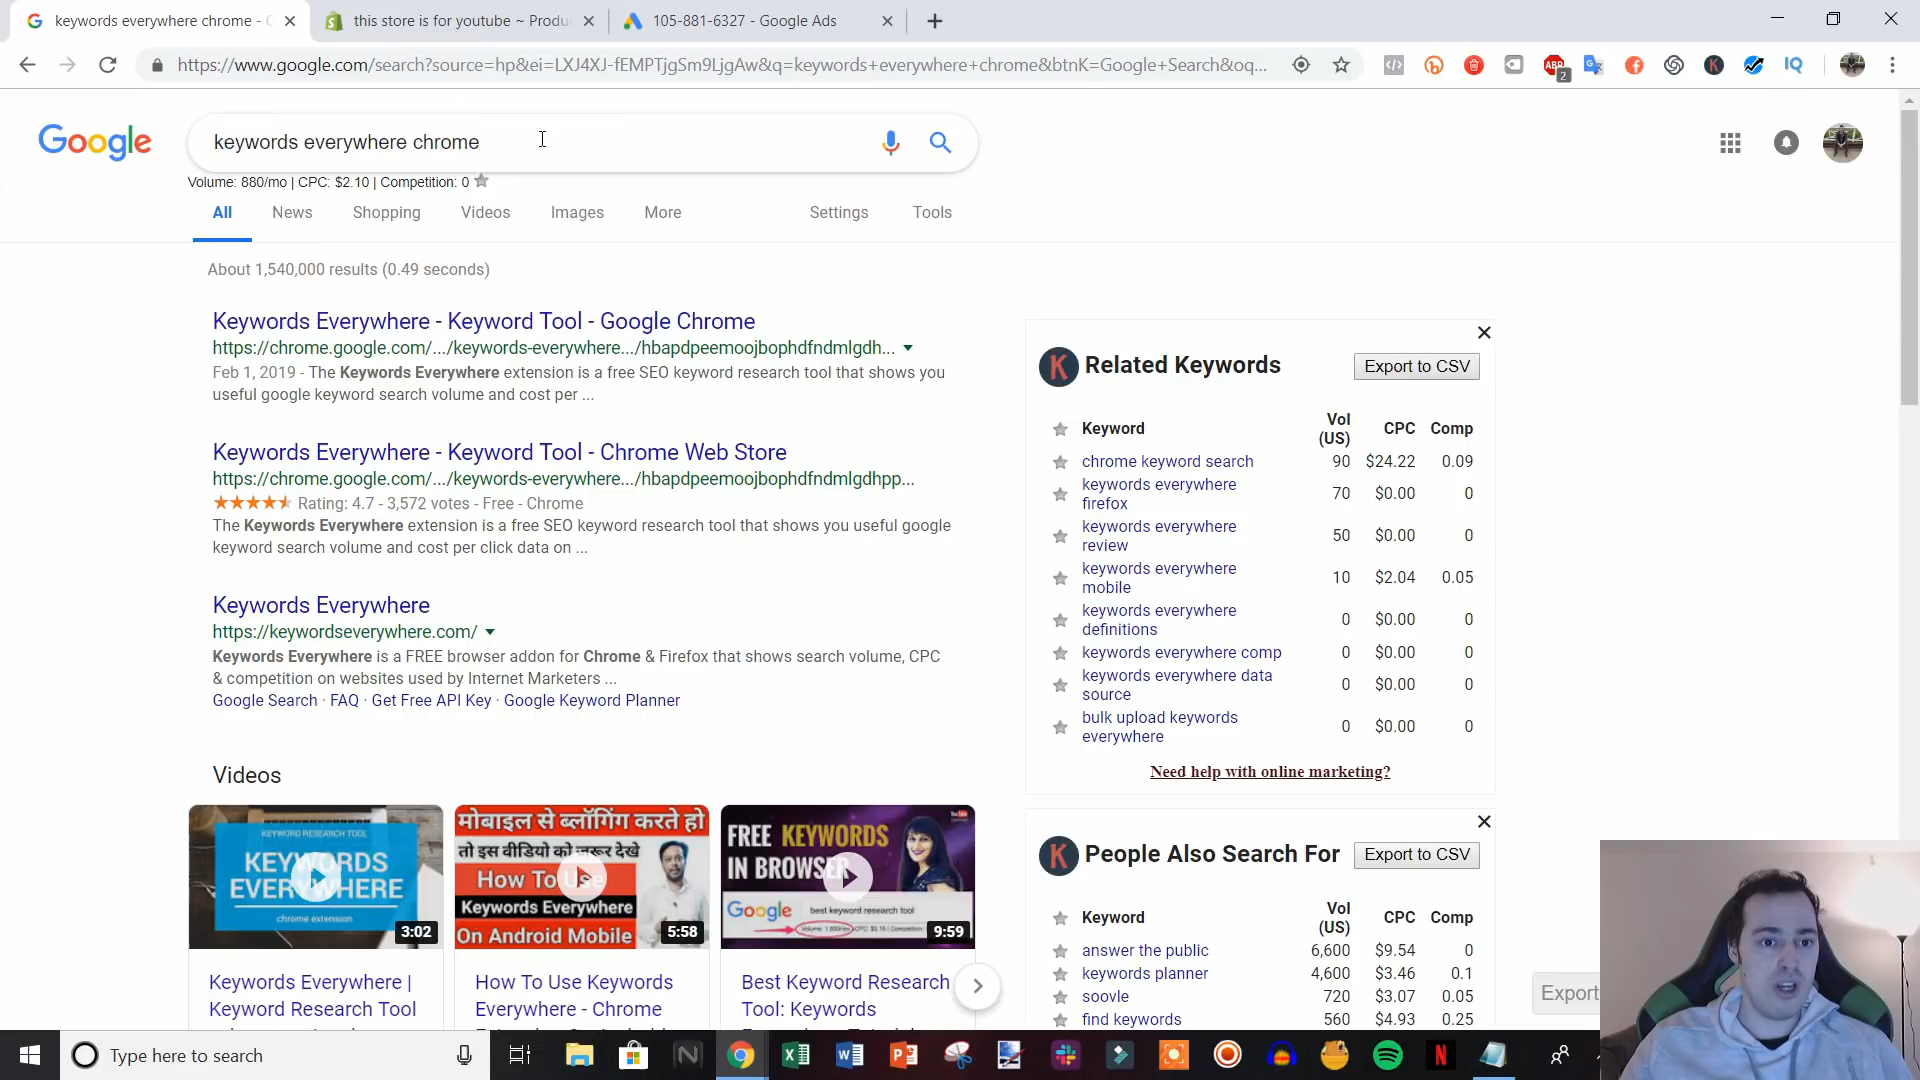 keywords everywhere chrome - G
this store is for youtube ~ Produ
105-881-6327 - Google Ads
https://www.google.com/search?source=hp&ei=LXJ4XJ-fEMPTjgSm9LjgAw&q=keywords+everywhere+chrome&btnK=Google+Search&oq...
ABP
2
IQ
Google
keywords everywhere chrome
Volume: 880/mo | CPC: $2.10 | Competition: 0
All
News
Shopping
Videos
Images
More
Settings
Tools
About 1,540,000 results (0.49 seconds)
Keywords Everywhere - Keyword Tool - Google Chrome
https://chrome.google.com/.../keywords-everywhere.../hbapdpeemoojbophdfndmlgdh...
Feb 1, 2019 - The Keywords Everywhere extension is a free SEO keyword research tool that shows you
useful google keyword search volume and cost per ...
Keywords Everywhere - Keyword Tool - Chrome Web Store
https://chrome.google.com/.../keywords-everywhere.../hbapdpeemoojbophdfndmlgdhpp...
Rating: 4.7 - 3,572 votes - Free - Chrome
The Keywords Everywhere extension is a free SEO keyword research tool that shows you useful google
keyword search volume and cost per click data on ...
Keywords Everywhere
https://keywordseverywhere.com/
Keywords Everywhere is a FREE browser addon for Chrome & Firefox that shows search volume, CPC
& competition on websites used by Internet Marketers ...
Google Search · FAQ · Get Free API Key · Google Keyword Planner
Videos
KEYWORD RESEARCH TOOL
KEYWORDS
EVERYWHERE
chrome extension
3:02
मोबाइल से ब्लॉगिंग करते हो
तो इस वीडियो को जरूर देखे
How To Use
Keywords Everywhere
On Android Mobile
5:58
FREE KEYWORDS
IN BROWSER
Google
best keyword research tool
9:59
Keywords Everywhere |
Keyword Research Tool
How To Use Keywords
Everywhere - Chrome
Best Keyword Research
Tool: Keywords
K
Related Keywords
Export to CSV
Keyword
Vol
(US)
CPC
Comp
chrome keyword search 90 $24.22 0.09
keywords everywhere
firefox 70 $0.00 0
keywords everywhere
review 50 $0.00 0
keywords everywhere
mobile 10 $2.04 0.05
keywords everywhere
definitions 0 $0.00 0
keywords everywhere comp 0 $0.00 0
keywords everywhere data
source 0 $0.00 0
bulk upload keywords
everywhere 0 $0.00 0
Need help with online marketing?
K
People Also Search For
Export to CSV
Keyword
Vol
(US)
CPC
Comp
answer the public 6,600 $9.54 0
keywords planner 4,600 $3.46 0.1
soovle 720 $3.07 0.05
find keywords 560 $4.93 0.25
Export
Type here to search